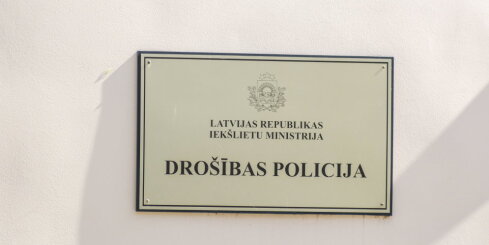 LATVIJAS REPUBLIKAS
IEKŠLIETU MINISTRIJA
DROŠĪBAS POLICIJA